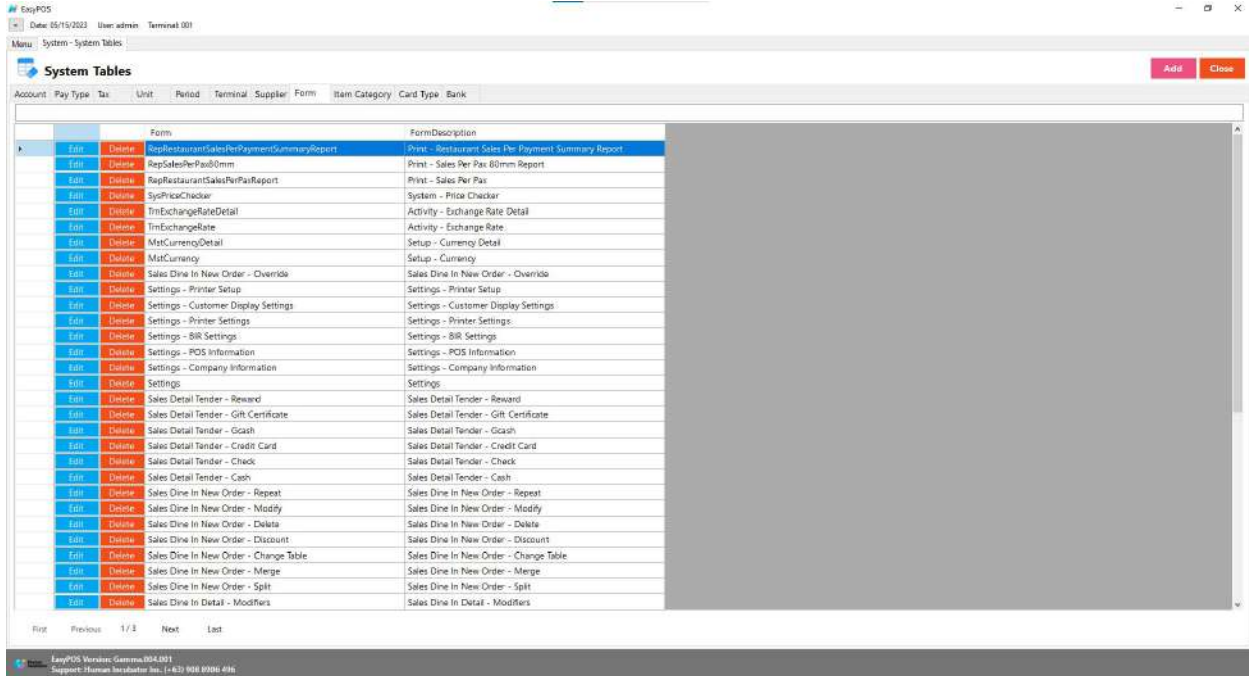 EasyPOS
Date: 05/15/2023 User: admin Terminal: 001
Menu System - System Tables
System Tables Add Close
Account Pay Type Tax Unit Period Terminal Supplier Form Item Category Card Type Bank
Form FormDescription
Edit Delete RepRestaurantSalesPerPaymentSummaryReport Print - Restaurant Sales Per Payment Summary Report
Edit Delete RepSalesPerPax80mm Print - Sales Per Pax 80mm Report
Edit Delete RepRestaurantSalesPerPaxReport Print - Sales Per Pax
Edit Delete SysPriceChecker System - Price Checker
Edit Delete TrnExchangeRateDetail Activity - Exchange Rate Detail
Edit Delete TrnExchangeRate Activity - Exchange Rate
Edit Delete MstCurrencyDetail Setup - Currency Detail
Edit Delete MstCurrency Setup - Currency
Edit Delete Sales Dine In New Order - Override Sales Dine In New Order - Override
Edit Delete Settings - Printer Setup Settings - Printer Setup
Edit Delete Settings - Customer Display Settings Settings - Customer Display Settings
Edit Delete Settings - Printer Settings Settings - Printer Settings
Edit Delete Settings - BIR Settings Settings - BIR Settings
Edit Delete Settings - POS Information Settings - POS Information
Edit Delete Settings - Company Information Settings - Company Information
Edit Delete Settings Settings
Edit Delete Sales Detail Tender - Reward Sales Detail Tender - Reward
Edit Delete Sales Detail Tender - Gift Certificate Sales Detail Tender - Gift Certificate
Edit Delete Sales Detail Tender - Gcash Sales Detail Tender - Gcash
Edit Delete Sales Detail Tender - Credit Card Sales Detail Tender - Credit Card
Edit Delete Sales Detail Tender - Check Sales Detail Tender - Check
Edit Delete Sales Detail Tender - Cash Sales Detail Tender - Cash
Edit Delete Sales Dine In New Order - Repeat Sales Dine In New Order - Repeat
Edit Delete Sales Dine In New Order - Modify Sales Dine In New Order - Modify
Edit Delete Sales Dine In New Order - Delete Sales Dine In New Order - Delete
Edit Delete Sales Dine In New Order - Discount Sales Dine In New Order - Discount
Edit Delete Sales Dine In New Order - Change Table Sales Dine In New Order - Change Table
Edit Delete Sales Dine In New Order - Merge Sales Dine In New Order - Merge
Edit Delete Sales Dine In New Order - Split Sales Dine In New Order - Split
Edit Delete Sales Dine In Detail - Modifiers Sales Dine In Detail - Modifiers
First Previous 1 / 3 Next Last
EasyPOS Version: Gamma.004.001
Support: Human Incubator Inc. (+63) 908 8906 496